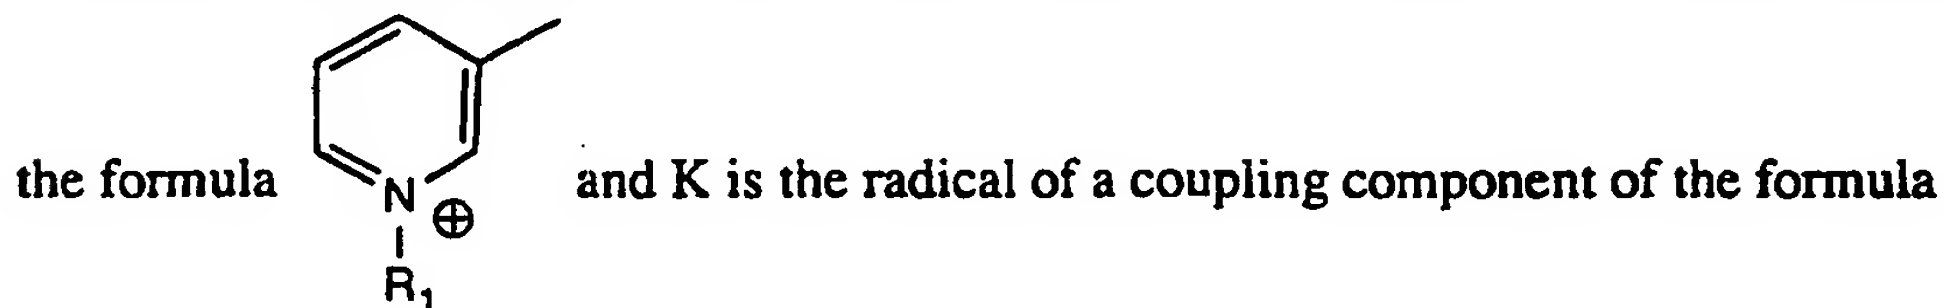 the formula N ⊕ and K is the radical of a coupling component of the formula
R₁